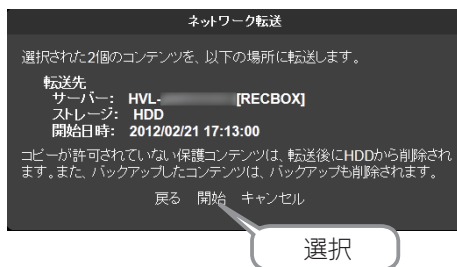 ネットワーク転送
選択された2個のコンテンツを、以下の場所に転送します。
転送先
サーバー: HVL- [RECBOX]
ストレージ: HDD
開始日時: 2012/02/21 17:13:00
コピーが許可されていない保護コンテンツは、転送後にHDDから削除され
ます。また、バックアップしたコンテンツは、バックアップも削除されます。
戻る 開始 キャンセル
選択